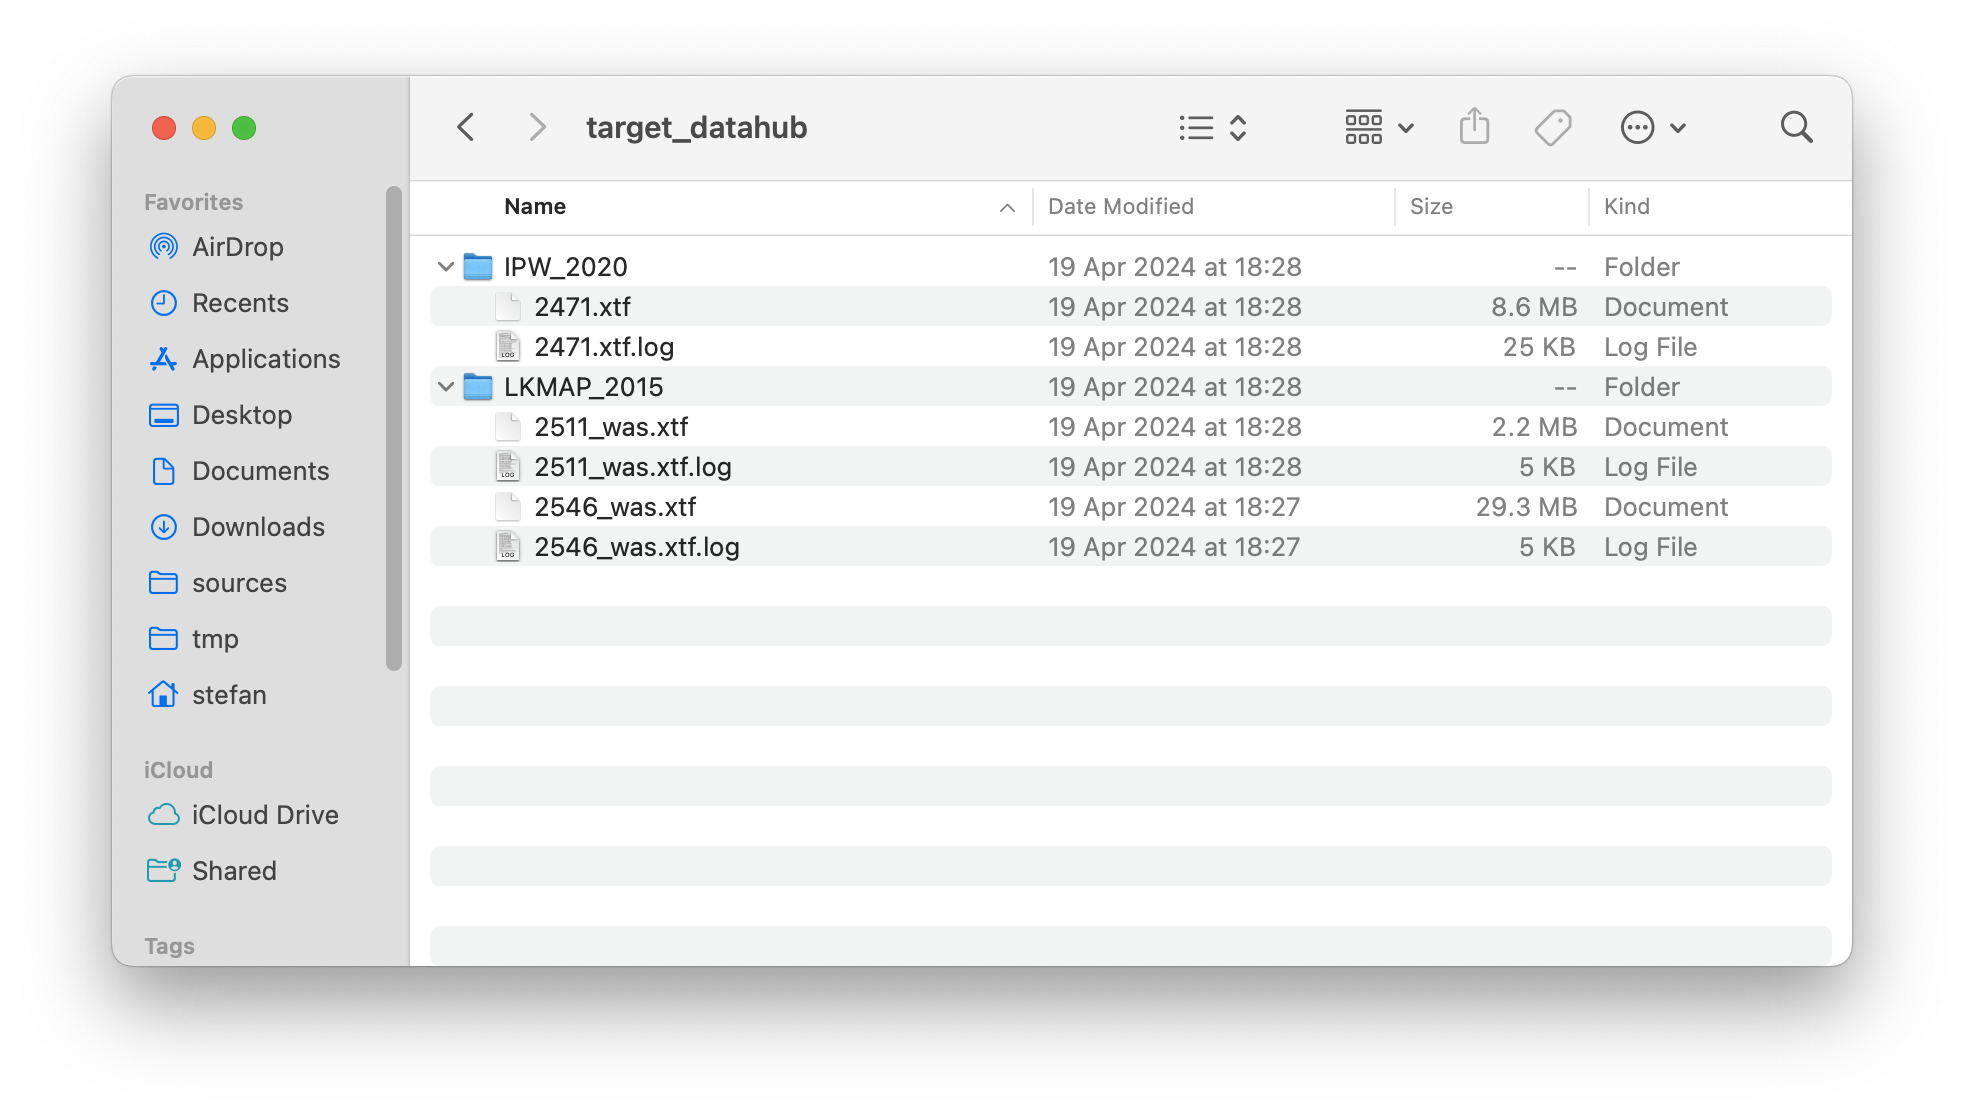 target_datahub
Favorites
AirDrop
Recents
Applications
Desktop
Documents
Downloads
sources
tmp
stefan
iCloud
iCloud Drive
Shared
Tags
Name Date Modified Size Kind
IPW_2020 19 Apr 2024 at 18:28 -- Folder
2471.xtf 19 Apr 2024 at 18:28 8.6 MB Document
LOG 2471.xtf.log 19 Apr 2024 at 18:28 25 KB Log File
LKMAP_2015 19 Apr 2024 at 18:28 -- Folder
2511_was.xtf 19 Apr 2024 at 18:28 2.2 MB Document
LOG 2511_was.xtf.log 19 Apr 2024 at 18:28 5 KB Log File
2546_was.xtf 19 Apr 2024 at 18:27 29.3 MB Document
LOG 2546_was.xtf.log 19 Apr 2024 at 18:27 5 KB Log File